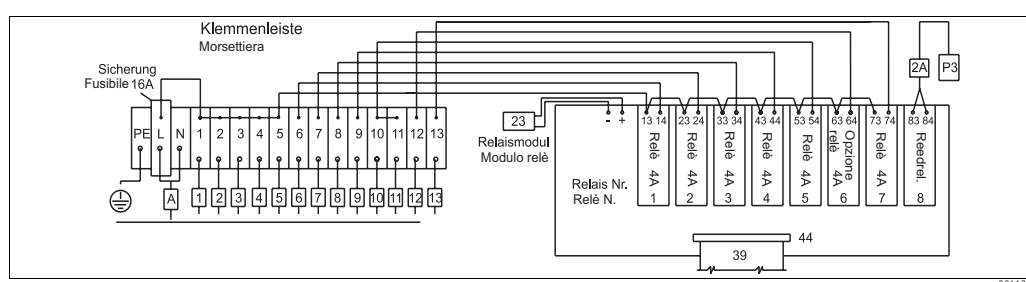 Klemmenleiste
Morsettiera
Sicherung
Fusibile 16A
PE L N 1 2 3 4 5 6 7 8 9 10 11 12 13
A 1 2 3 4 5 6 7 8 9 10 11 12 13
23
- +
Relaismodul
Modulo relè
2A P3
13 14 23 24 33 34 43 44 53 54 63 64 73 74 83 84
Relè 4A
Relè 4A
Relè 4A
Relè 4A
Relè 4A
Opzione
relè 4A
Relè 4A
Reedrel.
Relais Nr.
Relè N.
1 2 3 4 5 6 7 8
44
39